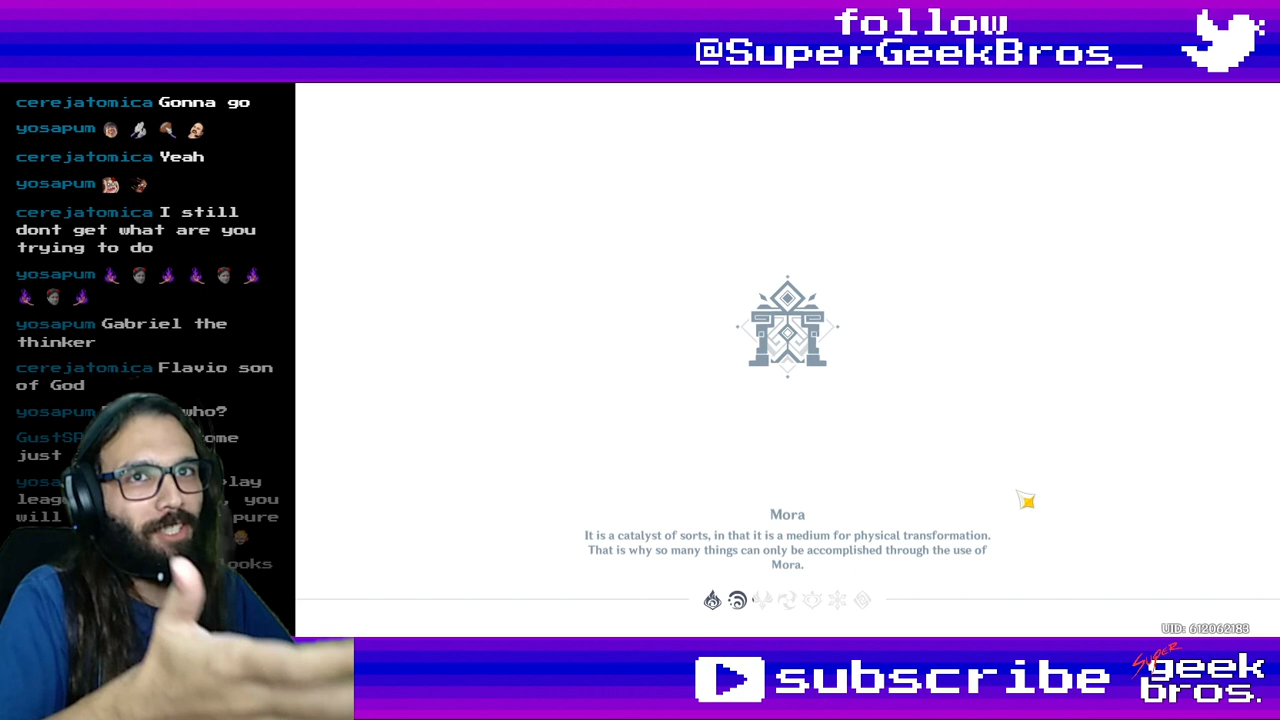 follow
@SuperGeekBros_
cerejatomica Gonna go
yosapum
cerejatomica Yeah
yosapum
cerejatomica I still
dont get what are you
trying to do
yosapum
yosapum Gabriel the
thinker
cerejatomica Flavio son
of God
yosapum who?
just
you
will pure
Mora
It is a catalyst of sorts, in that it is a medium for physical transformation.
That is why so many things can only be accomplished through the use of
Mora.
UID: 612062183
subscribe
SUPER
geek
bros.